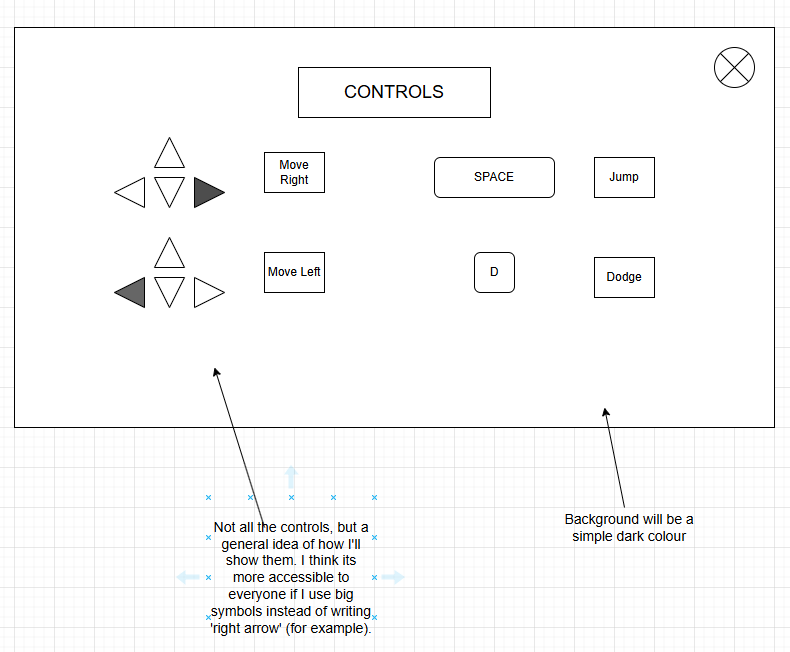 CONTROLS
Move
Right
SPACE
Jump
Move Left
D
Dodge
Not all the controls, but a
general idea of how I'll
show them. I think its
more accessible to
everyone if I use big
symbols instead of writing
'right arrow' (for example).
Background will be a
simple dark colour